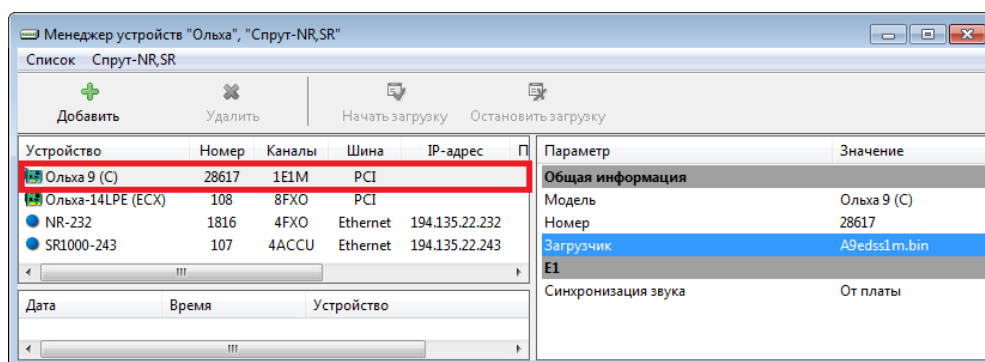 Менеджер устройств "Ольха", "Спрут-NR,SR"
Список Спрут-NR,SR
Добавить Удалить Начать загрузку Остановить загрузку
Устройство Номер Каналы Шина IP-адрес П
Ольха 9 (C) 28617 1E1M PCI
Ольха-14LPE (ECX) 108 8FXO PCI
NR-232 1816 4FXO Ethernet 194.135.22.232
SR1000-243 107 4ACCU Ethernet 194.135.22.243
Дата Время Устройство
Параметр Значение
Общая информация
Модель Ольха 9 (C)
Номер 28617
Загрузчик A9edss1m.bin
E1
Синхронизация звука От платы